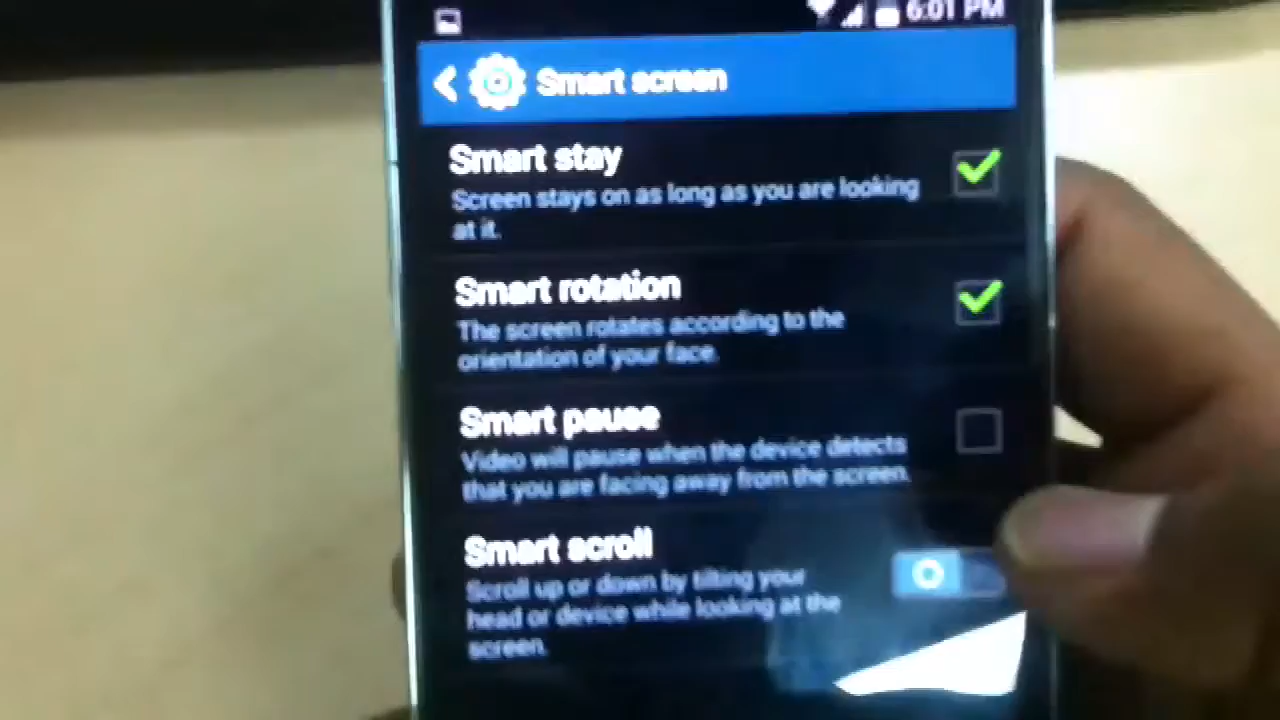 6:01 PM
Smart screen
Smart stay
Screen stays on as long as you are looking
at it.
Smart rotation
The screen rotates according to the
orientation of your face.
Smart pause
Video will pause when the device detects
that you are facing away from the screen.
Smart scroll
Scroll up or down by tilting your
head or device while looking at the
screen.